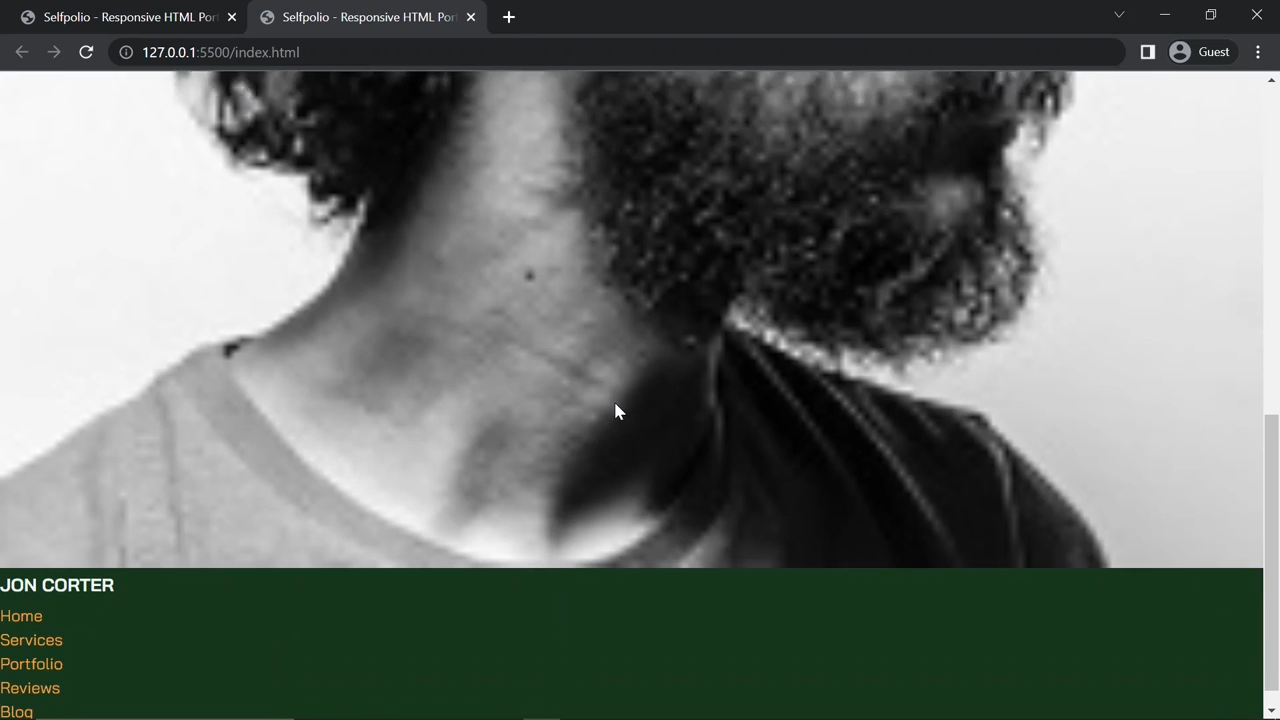 Selfpolio - Responsive HTML Por
Selfpolio - Responsive HTML Por
127.0.0.1:5500/index.html
Guest
JON CORTER
Home
Services
Portfolio
Reviews
Blog